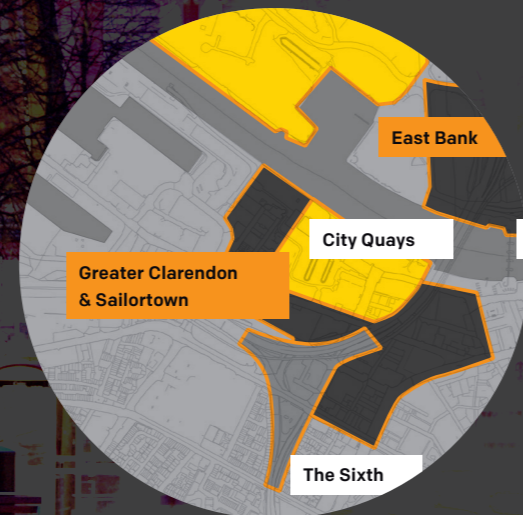 East Bank
City Quays
Greater Clarendon
& Sailortown
The Sixth